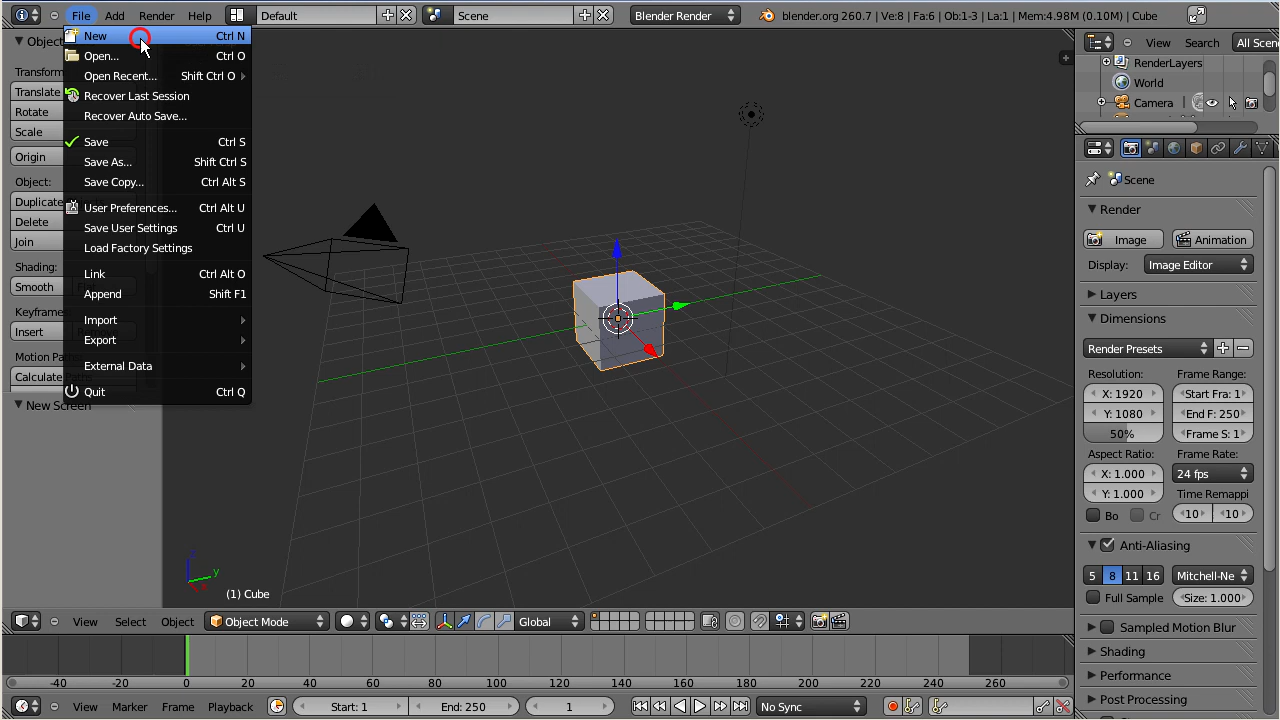 File Add Render Help Default Scene Blender Render blender.org 260.7 | Ve:8 | Fa:6 | Ob:1-3 | La:1 | Mem:4.98M (0.10M) | Cube
New Ctrl N
Open... Ctrl O
Open Recent... Shift Ctrl O
Recover Last Session
Recover Auto Save...
Save Ctrl S
Save As... Shift Ctrl S
Save Copy... Ctrl Alt S
User Preferences... Ctrl Alt U
Save User Settings Ctrl U
Load Factory Settings
Link Ctrl Alt O
Append Shift F1
Import
Export
External Data
Quit Ctrl Q
Object
Transform
Translate
Rotate
Scale
Origin
Object:
Duplicate
Delete
Join
Shading:
Smooth
Keyframe
Insert
Motion Paths
Calculate
New Screen
y
(1) Cube
View Search All Scen
RenderLayers
World
Camera
Scene
Render
Image Animation
Display: Image Editor
Layers
Dimensions
Render Presets
Resolution: Frame Range:
X: 1920 Start Fra: 1
Y: 1080 End F: 250
50% Frame S: 1
Aspect Ratio: Frame Rate:
X: 1.000 24 fps
Y: 1.000 Time Remappi
Bo Cr 10 10
Anti-Aliasing
5 8 11 16 Mitchell-Ne
Full Sample Size: 1.000
Sampled Motion Blur
Shading
Performance
Post Processing
View Select Object Object Mode Global
-40 -20 0 20 40 60 80 100 120 140 160 180 200 220 240 260
View Marker Frame Playback Start: 1 End: 250 1 No Sync